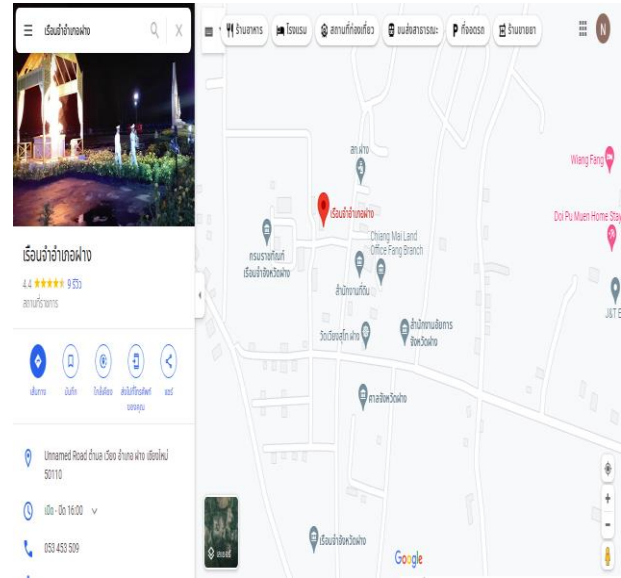 เรือนจำอำเภอฝาง
ร้านอาหาร
โรงแรม
สถานที่ท่องเที่ยว
ขนส่งสาธารณะ
P ที่จอดรถ
ร้านขายยา
N
เรือนจำอำเภอฝาง
4.4 9 รีวิว
สถานที่ราชการ
เส้นทาง
บันทึก
ใกล้เคียง
ส่งไปที่โทรศัพท์
ของคุณ
แชร์
Unnamed Road ตำบล เวียง อำเภอ ฝาง เชียงใหม่
50110
เปิด - ปิด 16:00
053 453 509
สภ.ฝาง
Wiang Fang
เรือนจำอำเภอฝาง
Doi Pu Muen Home Stay
Chiang Mai Land
Office Fang Branch
กรมราชทัณฑ์
เรือนจำจังหวัดฝาง
สำนักงานที่ดิน
J&T E
วัดเวียงสุโท ฝาง
สำนักงานอัยการ
จังหวัดฝาง
ศาลจังหวัดฝาง
เรือนจำจังหวัดฝาง
Google